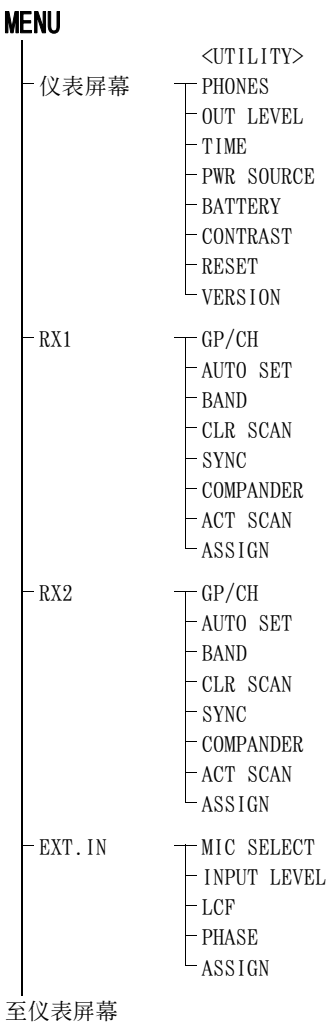 MENU
<UTILITY>
仪表屏幕 PHONES
OUT LEVEL
TIME
PWR SOURCE
BATTERY
CONTRAST
RESET
VERSION
RX1 GP/CH
AUTO SET
BAND
CLR SCAN
SYNC
COMPANDER
ACT SCAN
ASSIGN
RX2 GP/CH
AUTO SET
BAND
CLR SCAN
SYNC
COMPANDER
ACT SCAN
ASSIGN
EXT.IN MIC SELECT
INPUT LEVEL
LCF
PHASE
ASSIGN
至仪表屏幕